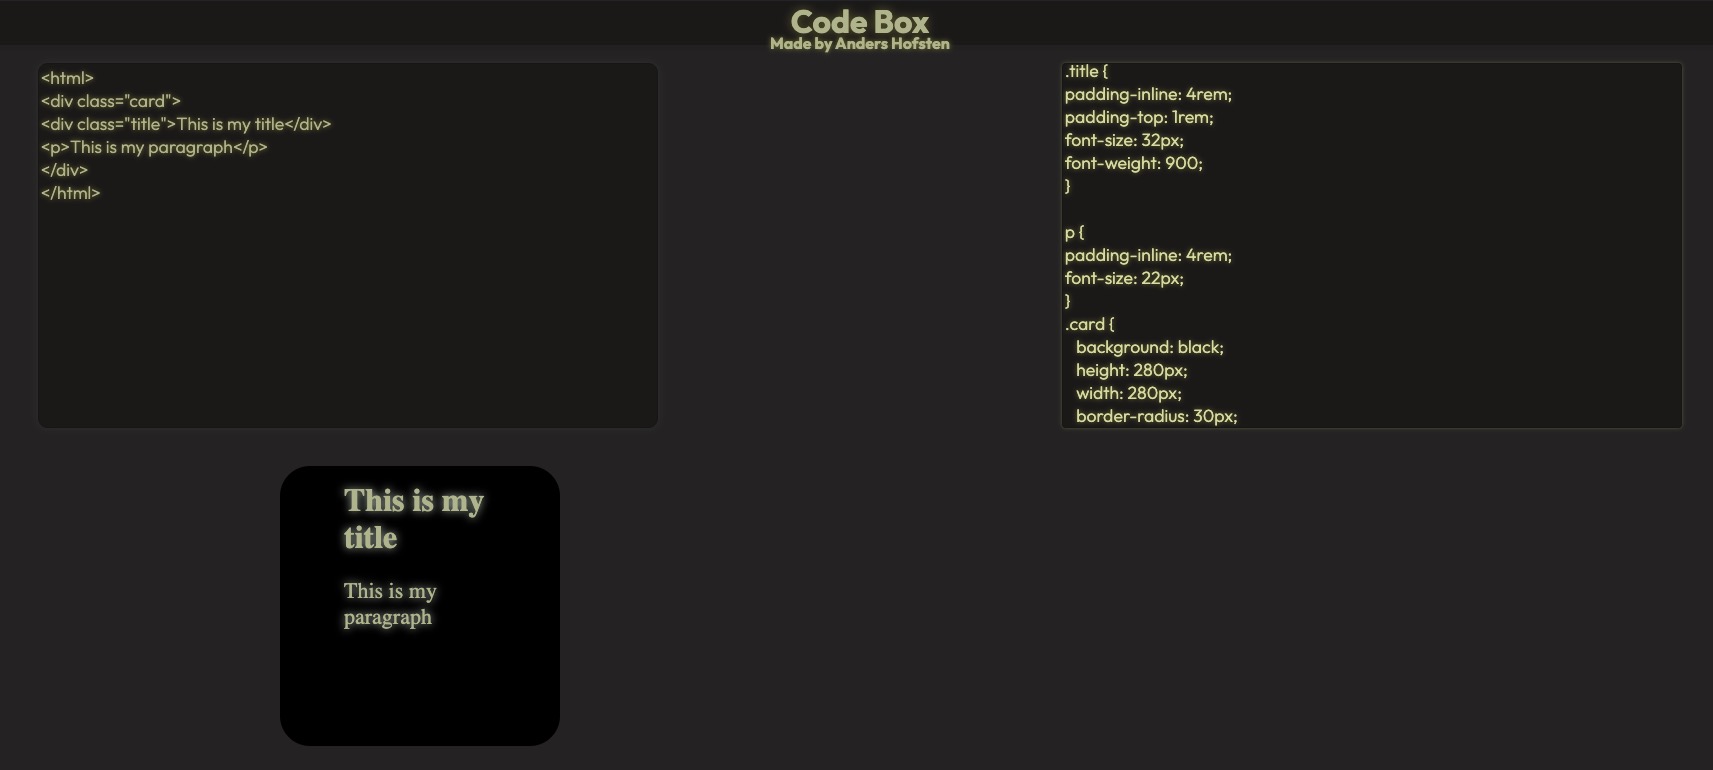 Code Box
Made by Anders Hofsten
<html>
<div class="card">
<div class="title">This is my title</div>
<p>This is my paragraph</p>
</div>
</html>
.title {
padding-inline: 4rem;
padding-top: 1rem;
font-size: 32px;
font-weight: 900;
}
p {
padding-inline: 4rem;
font-size: 22px;
}
.card {
background: black;
height: 280px;
width: 280px;
border-radius: 30px;
This is my
title
This is my
paragraph